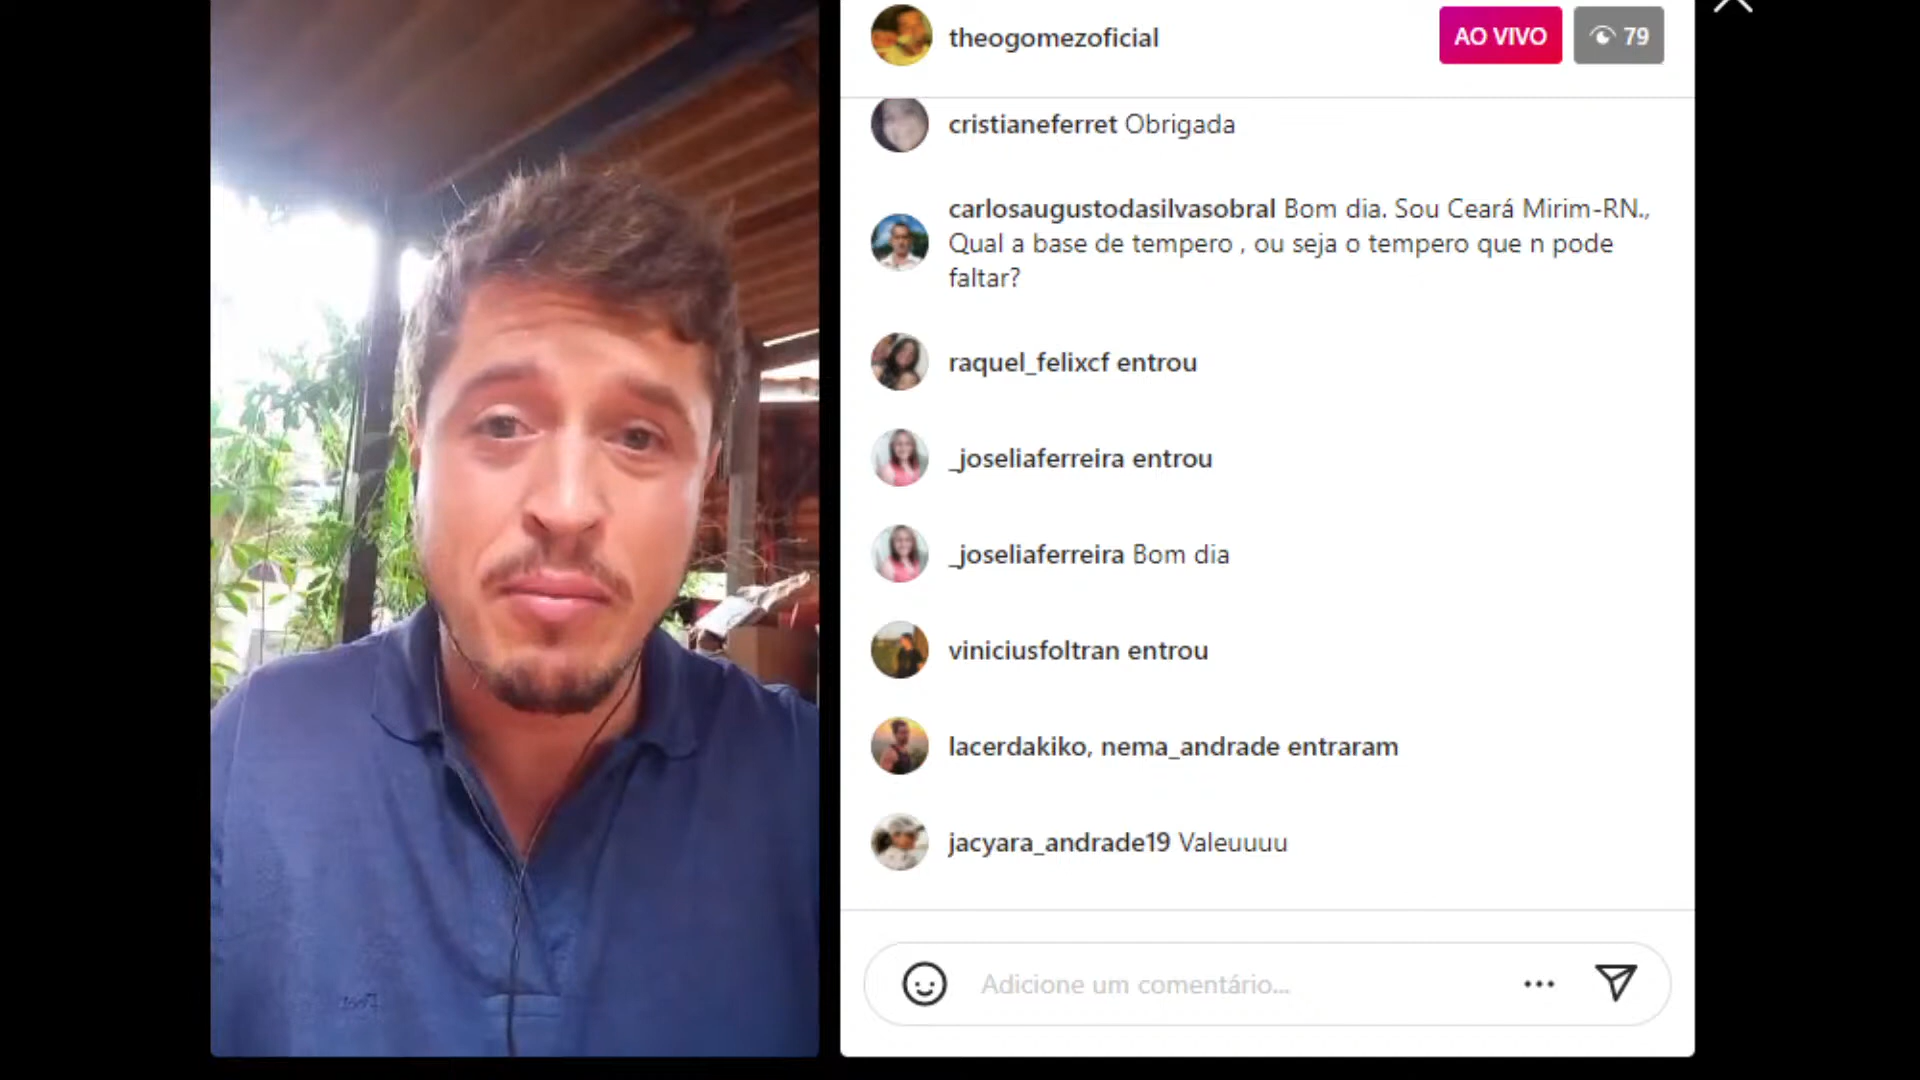 theogomezoficial
AO VIVO
79
cristianeferret Obrigada
carlosaugustodasilvasobral Bom dia. Sou Ceará Mirim-RN.,
Qual a base de tempero , ou seja o tempero que n pode
faltar?
raquel_felixcf entrou
_joseliaferreira entrou
_joseliaferreira Bom dia
viniciusfoltran entrou
lacerdakiko, nema_andrade entraram
jacyara_andrade19 Valeuuuu
Adicione um comentário...